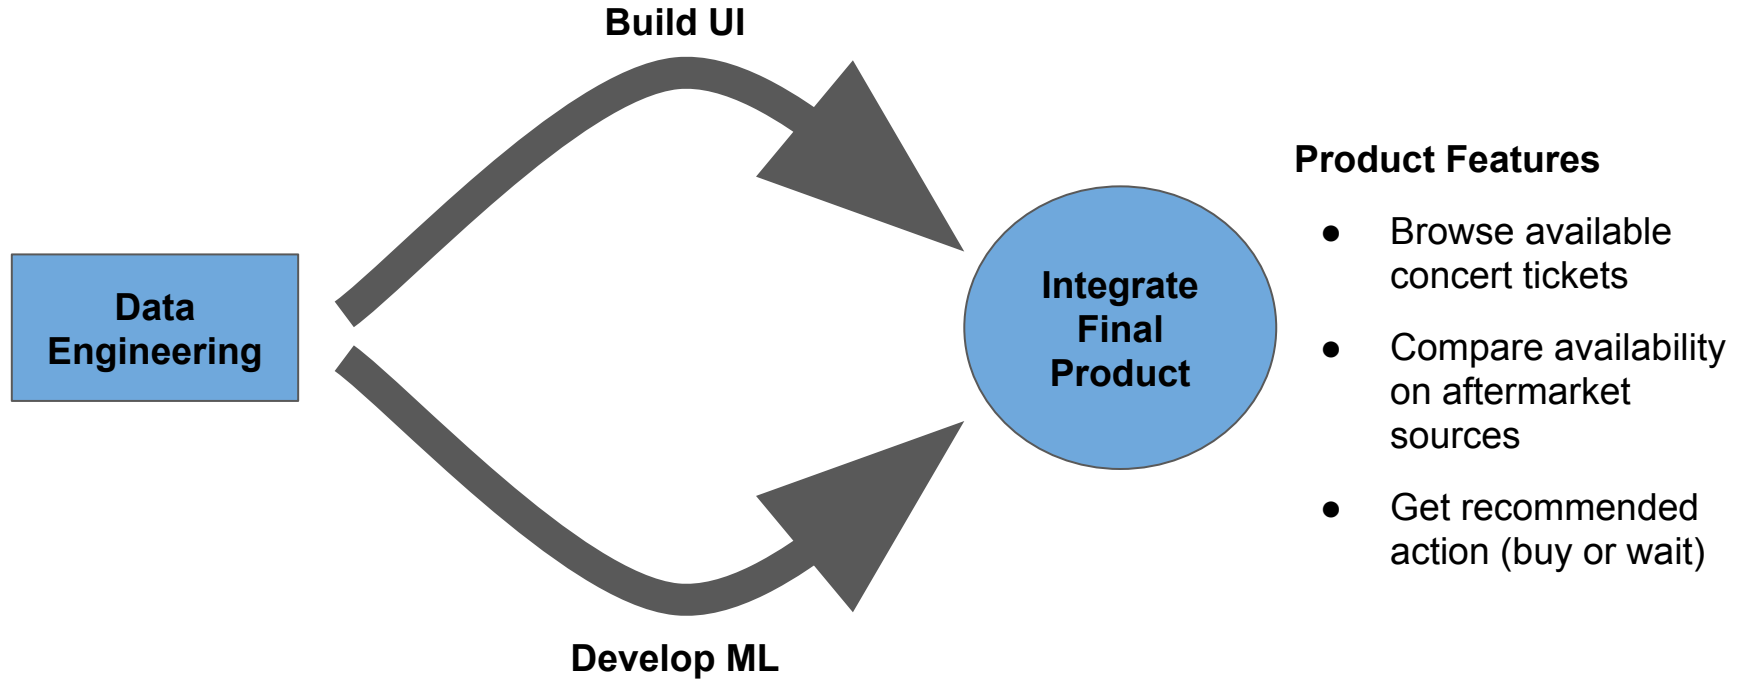 Build UI
Data
Engineering
Integrate
Final
Product
Develop ML
Product Features
● Browse available
concert tickets
● Compare availability
on aftermarket
sources
● Get recommended
action (buy or wait)